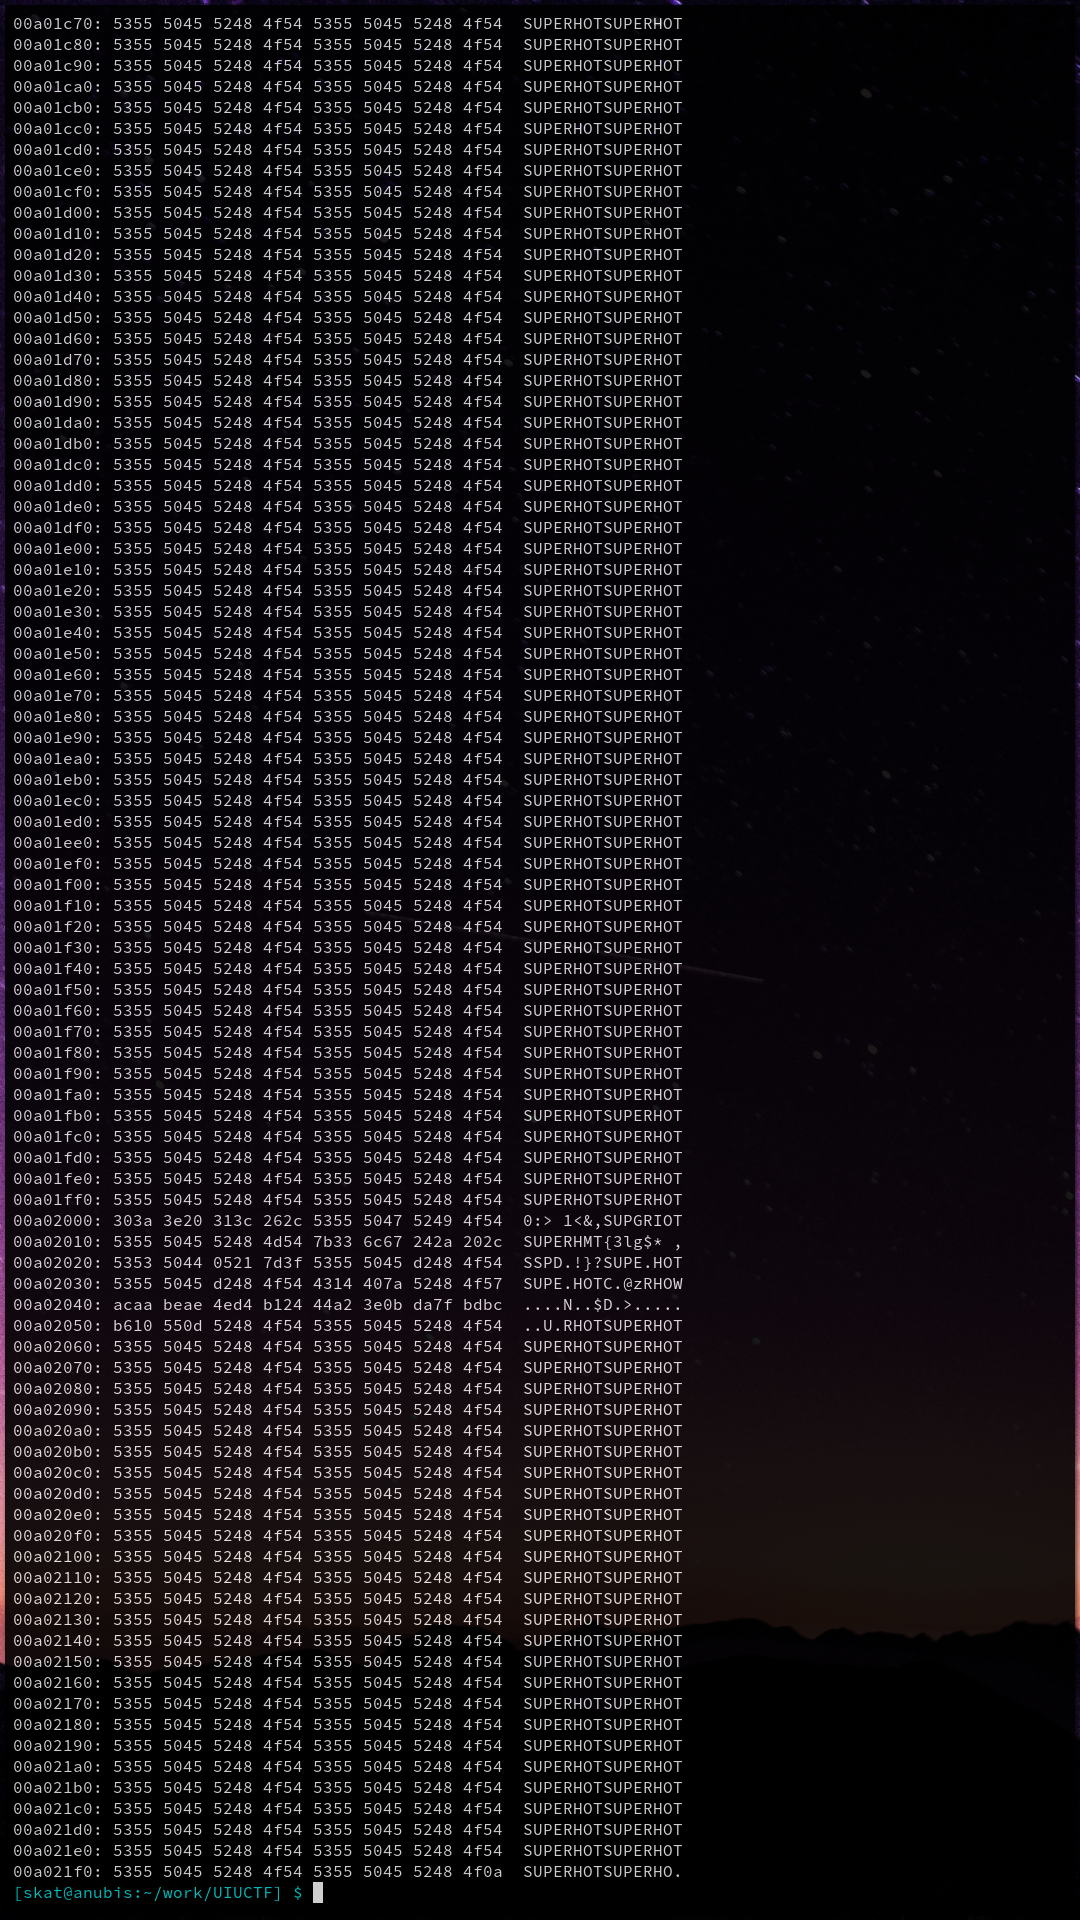 00a01c70: 5355 5045 5248 4f54 5355 5045 5248 4f54  SUPERHOTSUPERHOT
00a01c80: 5355 5045 5248 4f54 5355 5045 5248 4f54  SUPERHOTSUPERHOT
00a01c90: 5355 5045 5248 4f54 5355 5045 5248 4f54  SUPERHOTSUPERHOT
00a01ca0: 5355 5045 5248 4f54 5355 5045 5248 4f54  SUPERHOTSUPERHOT
00a01cb0: 5355 5045 5248 4f54 5355 5045 5248 4f54  SUPERHOTSUPERHOT
00a01cc0: 5355 5045 5248 4f54 5355 5045 5248 4f54  SUPERHOTSUPERHOT
00a01cd0: 5355 5045 5248 4f54 5355 5045 5248 4f54  SUPERHOTSUPERHOT
00a01ce0: 5355 5045 5248 4f54 5355 5045 5248 4f54  SUPERHOTSUPERHOT
00a01cf0: 5355 5045 5248 4f54 5355 5045 5248 4f54  SUPERHOTSUPERHOT
00a01d00: 5355 5045 5248 4f54 5355 5045 5248 4f54  SUPERHOTSUPERHOT
00a01d10: 5355 5045 5248 4f54 5355 5045 5248 4f54  SUPERHOTSUPERHOT
00a01d20: 5355 5045 5248 4f54 5355 5045 5248 4f54  SUPERHOTSUPERHOT
00a01d30: 5355 5045 5248 4f54 5355 5045 5248 4f54  SUPERHOTSUPERHOT
00a01d40: 5355 5045 5248 4f54 5355 5045 5248 4f54  SUPERHOTSUPERHOT
00a01d50: 5355 5045 5248 4f54 5355 5045 5248 4f54  SUPERHOTSUPERHOT
00a01d60: 5355 5045 5248 4f54 5355 5045 5248 4f54  SUPERHOTSUPERHOT
00a01d70: 5355 5045 5248 4f54 5355 5045 5248 4f54  SUPERHOTSUPERHOT
00a01d80: 5355 5045 5248 4f54 5355 5045 5248 4f54  SUPERHOTSUPERHOT
00a01d90: 5355 5045 5248 4f54 5355 5045 5248 4f54  SUPERHOTSUPERHOT
00a01da0: 5355 5045 5248 4f54 5355 5045 5248 4f54  SUPERHOTSUPERHOT
00a01db0: 5355 5045 5248 4f54 5355 5045 5248 4f54  SUPERHOTSUPERHOT
00a01dc0: 5355 5045 5248 4f54 5355 5045 5248 4f54  SUPERHOTSUPERHOT
00a01dd0: 5355 5045 5248 4f54 5355 5045 5248 4f54  SUPERHOTSUPERHOT
00a01de0: 5355 5045 5248 4f54 5355 5045 5248 4f54  SUPERHOTSUPERHOT
00a01df0: 5355 5045 5248 4f54 5355 5045 5248 4f54  SUPERHOTSUPERHOT
00a01e00: 5355 5045 5248 4f54 5355 5045 5248 4f54  SUPERHOTSUPERHOT
00a01e10: 5355 5045 5248 4f54 5355 5045 5248 4f54  SUPERHOTSUPERHOT
00a01e20: 5355 5045 5248 4f54 5355 5045 5248 4f54  SUPERHOTSUPERHOT
00a01e30: 5355 5045 5248 4f54 5355 5045 5248 4f54  SUPERHOTSUPERHOT
00a01e40: 5355 5045 5248 4f54 5355 5045 5248 4f54  SUPERHOTSUPERHOT
00a01e50: 5355 5045 5248 4f54 5355 5045 5248 4f54  SUPERHOTSUPERHOT
00a01e60: 5355 5045 5248 4f54 5355 5045 5248 4f54  SUPERHOTSUPERHOT
00a01e70: 5355 5045 5248 4f54 5355 5045 5248 4f54  SUPERHOTSUPERHOT
00a01e80: 5355 5045 5248 4f54 5355 5045 5248 4f54  SUPERHOTSUPERHOT
00a01e90: 5355 5045 5248 4f54 5355 5045 5248 4f54  SUPERHOTSUPERHOT
00a01ea0: 5355 5045 5248 4f54 5355 5045 5248 4f54  SUPERHOTSUPERHOT
00a01eb0: 5355 5045 5248 4f54 5355 5045 5248 4f54  SUPERHOTSUPERHOT
00a01ec0: 5355 5045 5248 4f54 5355 5045 5248 4f54  SUPERHOTSUPERHOT
00a01ed0: 5355 5045 5248 4f54 5355 5045 5248 4f54  SUPERHOTSUPERHOT
00a01ee0: 5355 5045 5248 4f54 5355 5045 5248 4f54  SUPERHOTSUPERHOT
00a01ef0: 5355 5045 5248 4f54 5355 5045 5248 4f54  SUPERHOTSUPERHOT
00a01f00: 5355 5045 5248 4f54 5355 5045 5248 4f54  SUPERHOTSUPERHOT
00a01f10: 5355 5045 5248 4f54 5355 5045 5248 4f54  SUPERHOTSUPERHOT
00a01f20: 5355 5045 5248 4f54 5355 5045 5248 4f54  SUPERHOTSUPERHOT
00a01f30: 5355 5045 5248 4f54 5355 5045 5248 4f54  SUPERHOTSUPERHOT
00a01f40: 5355 5045 5248 4f54 5355 5045 5248 4f54  SUPERHOTSUPERHOT
00a01f50: 5355 5045 5248 4f54 5355 5045 5248 4f54  SUPERHOTSUPERHOT
00a01f60: 5355 5045 5248 4f54 5355 5045 5248 4f54  SUPERHOTSUPERHOT
00a01f70: 5355 5045 5248 4f54 5355 5045 5248 4f54  SUPERHOTSUPERHOT
00a01f80: 5355 5045 5248 4f54 5355 5045 5248 4f54  SUPERHOTSUPERHOT
00a01f90: 5355 5045 5248 4f54 5355 5045 5248 4f54  SUPERHOTSUPERHOT
00a01fa0: 5355 5045 5248 4f54 5355 5045 5248 4f54  SUPERHOTSUPERHOT
00a01fb0: 5355 5045 5248 4f54 5355 5045 5248 4f54  SUPERHOTSUPERHOT
00a01fc0: 5355 5045 5248 4f54 5355 5045 5248 4f54  SUPERHOTSUPERHOT
00a01fd0: 5355 5045 5248 4f54 5355 5045 5248 4f54  SUPERHOTSUPERHOT
00a01fe0: 5355 5045 5248 4f54 5355 5045 5248 4f54  SUPERHOTSUPERHOT
00a01ff0: 5355 5045 5248 4f54 5355 5045 5248 4f54  SUPERHOTSUPERHOT
00a02000: 303a 3e20 313c 262c 5355 5047 5249 4f54  0:> 1<&,SUPGRIOT
00a02010: 5355 5045 5248 4d54 7b33 6c67 242a 202c  SUPERHMT{3lg$* ,
00a02020: 5353 5044 0521 7d3f 5355 5045 d248 4f54  SSPD.!}?SUPE.HOT
00a02030: 5355 5045 d248 4f54 4314 407a 5248 4f57  SUPE.HOTC.@zRHOW
00a02040: acaa beae 4ed4 b124 44a2 3e0b da7f bdbc  ....N..$D.>.....
00a02050: b610 550d 5248 4f54 5355 5045 5248 4f54  ..U.RHOTSUPERHOT
00a02060: 5355 5045 5248 4f54 5355 5045 5248 4f54  SUPERHOTSUPERHOT
00a02070: 5355 5045 5248 4f54 5355 5045 5248 4f54  SUPERHOTSUPERHOT
00a02080: 5355 5045 5248 4f54 5355 5045 5248 4f54  SUPERHOTSUPERHOT
00a02090: 5355 5045 5248 4f54 5355 5045 5248 4f54  SUPERHOTSUPERHOT
00a020a0: 5355 5045 5248 4f54 5355 5045 5248 4f54  SUPERHOTSUPERHOT
00a020b0: 5355 5045 5248 4f54 5355 5045 5248 4f54  SUPERHOTSUPERHOT
00a020c0: 5355 5045 5248 4f54 5355 5045 5248 4f54  SUPERHOTSUPERHOT
00a020d0: 5355 5045 5248 4f54 5355 5045 5248 4f54  SUPERHOTSUPERHOT
00a020e0: 5355 5045 5248 4f54 5355 5045 5248 4f54  SUPERHOTSUPERHOT
00a020f0: 5355 5045 5248 4f54 5355 5045 5248 4f54  SUPERHOTSUPERHOT
00a02100: 5355 5045 5248 4f54 5355 5045 5248 4f54  SUPERHOTSUPERHOT
00a02110: 5355 5045 5248 4f54 5355 5045 5248 4f54  SUPERHOTSUPERHOT
00a02120: 5355 5045 5248 4f54 5355 5045 5248 4f54  SUPERHOTSUPERHOT
00a02130: 5355 5045 5248 4f54 5355 5045 5248 4f54  SUPERHOTSUPERHOT
00a02140: 5355 5045 5248 4f54 5355 5045 5248 4f54  SUPERHOTSUPERHOT
00a02150: 5355 5045 5248 4f54 5355 5045 5248 4f54  SUPERHOTSUPERHOT
00a02160: 5355 5045 5248 4f54 5355 5045 5248 4f54  SUPERHOTSUPERHOT
00a02170: 5355 5045 5248 4f54 5355 5045 5248 4f54  SUPERHOTSUPERHOT
00a02180: 5355 5045 5248 4f54 5355 5045 5248 4f54  SUPERHOTSUPERHOT
00a02190: 5355 5045 5248 4f54 5355 5045 5248 4f54  SUPERHOTSUPERHOT
00a021a0: 5355 5045 5248 4f54 5355 5045 5248 4f54  SUPERHOTSUPERHOT
00a021b0: 5355 5045 5248 4f54 5355 5045 5248 4f54  SUPERHOTSUPERHOT
00a021c0: 5355 5045 5248 4f54 5355 5045 5248 4f54  SUPERHOTSUPERHOT
00a021d0: 5355 5045 5248 4f54 5355 5045 5248 4f54  SUPERHOTSUPERHOT
00a021e0: 5355 5045 5248 4f54 5355 5045 5248 4f54  SUPERHOTSUPERHOT
00a021f0: 5355 5045 5248 4f54 5355 5045 5248 4f0a  SUPERHOTSUPERHO.
[skat@anubis:~/work/UIUCTF] $